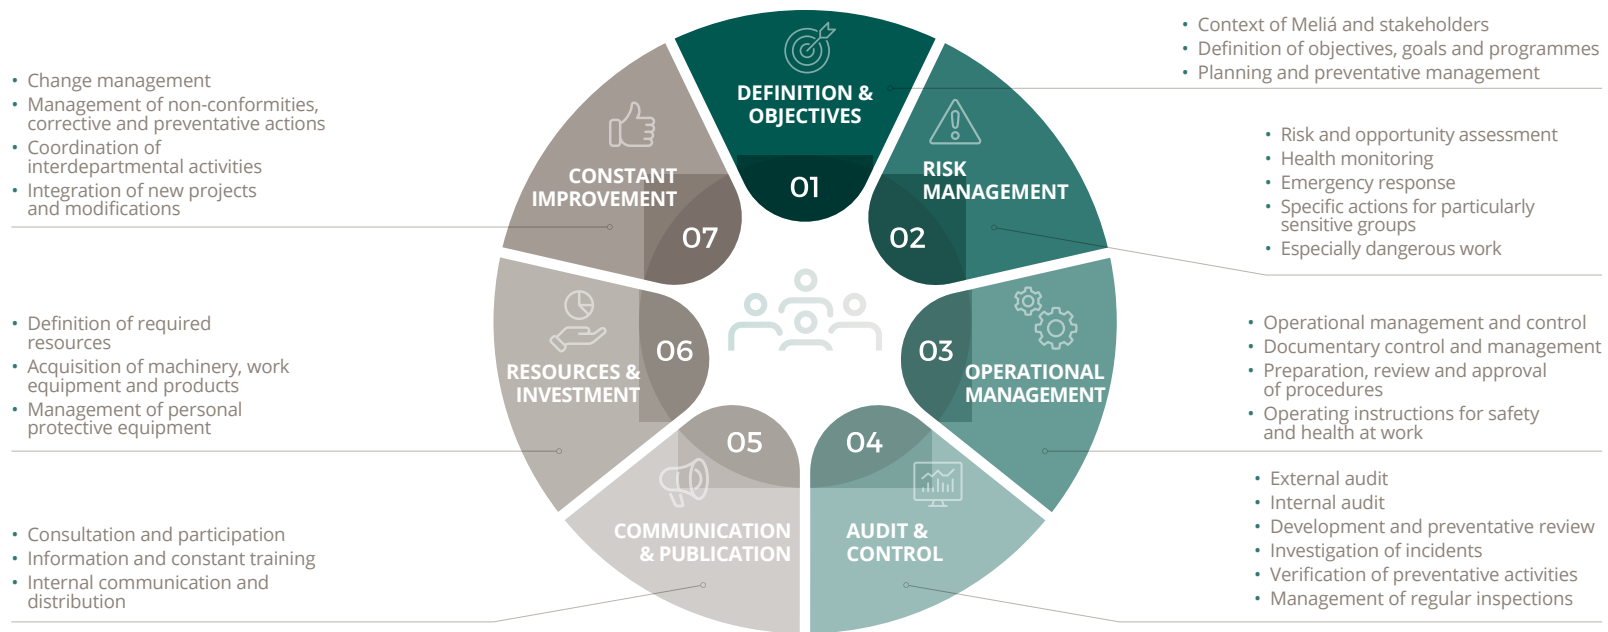 DEFINITION &
OBJECTIVES
01
• Context of Meliá and stakeholders
• Definition of objectives, goals and programmes
• Planning and preventative management
RISK
MANAGEMENT
02
• Risk and opportunity assessment
• Health monitoring
• Emergency response
• Specific actions for particularly
sensitive groups
• Especially dangerous work
OPERATIONAL
MANAGEMENT
03
• Operational management and control
• Documentary control and management
• Preparation, review and approval
of procedures
• Operating instructions for safety
and health at work
AUDIT &
CONTROL
04
• External audit
• Internal audit
• Development and preventative review
• Investigation of incidents
• Verification of preventative activities
• Management of regular inspections
COMMUNICATION
& PUBLICATION
05
• Consultation and participation
• Information and constant training
• Internal communication and
distribution
RESOURCES &
INVESTMENT
06
• Definition of required
resources
• Acquisition of machinery, work
equipment and products
• Management of personal
protective equipment
CONSTANT
IMPROVEMENT
07
• Change management
• Management of non-conformities,
corrective and preventative actions
• Coordination of
interdepartmental activities
• Integration of new projects
and modifications